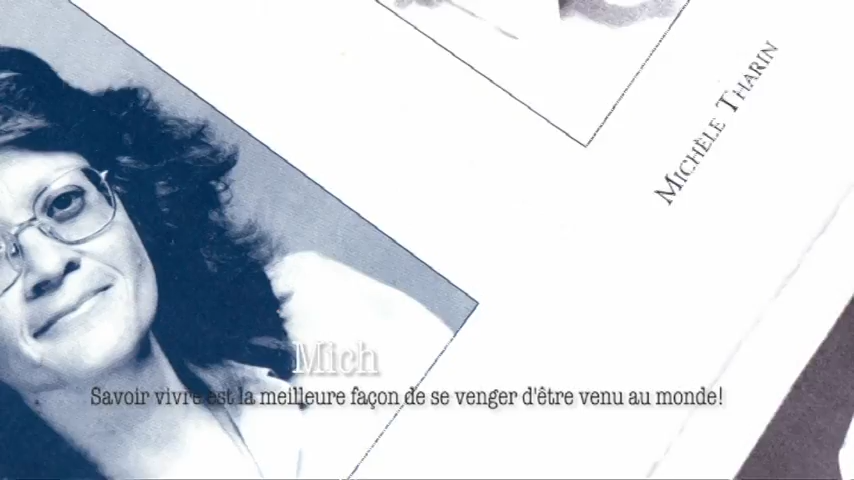 MICHÈLE THARIN
Mich
Savoir vivre est la meilleure façon de se venger d'être venu au monde!